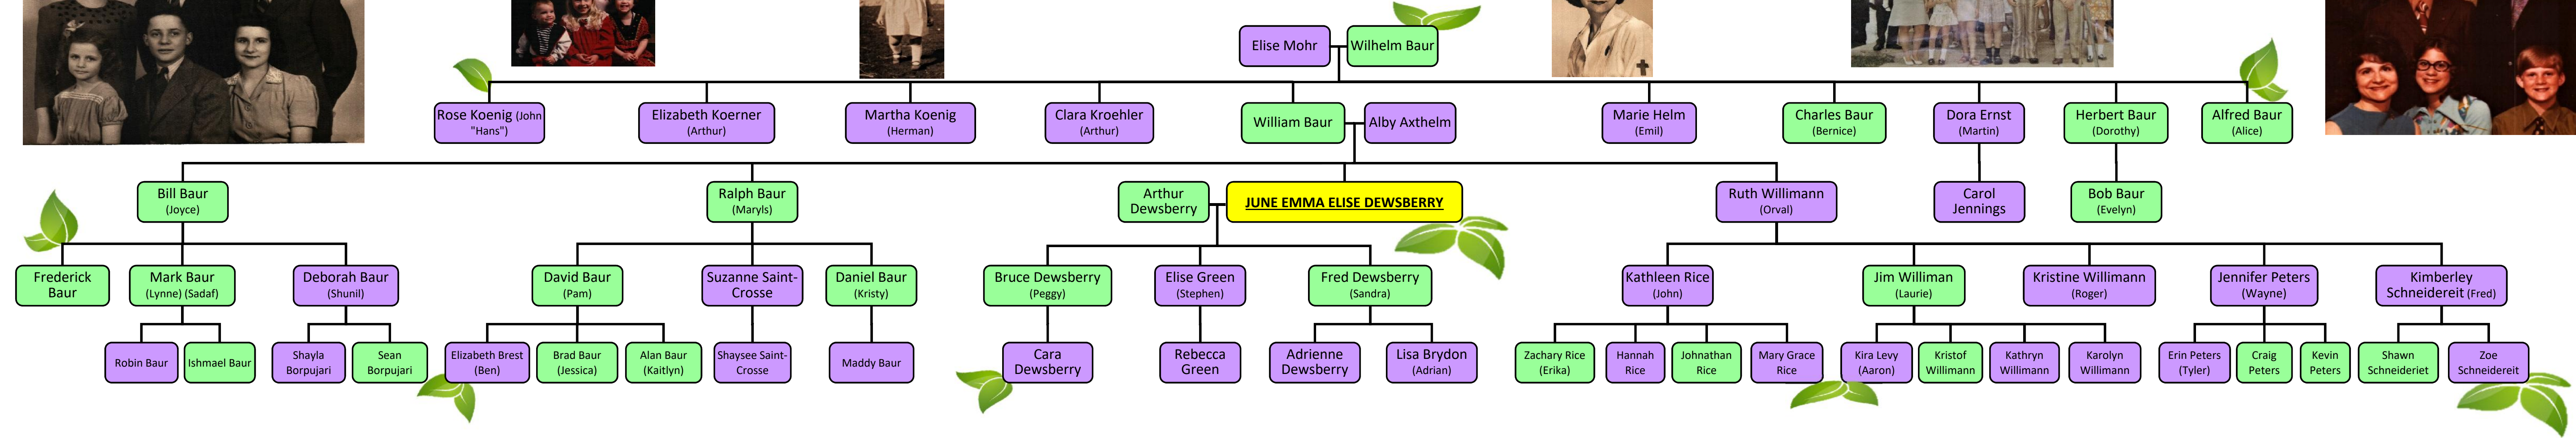 Elise Mohr
Wilhelm Baur
Rose Koenig (John
"Hans")
Elizabeth Koerner
(Arthur)
Martha Koenig
(Herman)
Clara Kroehler
(Arthur)
William Baur
Alby Axthelm
Marie Helm
(Emil)
Charles Baur
(Bernice)
Dora Ernst
(Martin)
Herbert Baur
(Dorothy)
Alfred Baur
(Alice)
Bill Baur
(Joyce)
Ralph Baur
(Maryls)
Arthur
Dewsberry
JUNE EMMA ELISE DEWSBERRY
Ruth Willimann
(Orval)
Carol
Jennings
Bob Baur
(Evelyn)
Frederick
Baur
Mark Baur
(Lynne) (Sadaf)
Deborah Baur
(Shunil)
David Baur
(Pam)
Suzanne Saint-
Crosse
Daniel Baur
(Kristy)
Bruce Dewsberry
(Peggy)
Elise Green
(Stephen)
Fred Dewsberry
(Sandra)
Kathleen Rice
(John)
Jim Williman
(Laurie)
Kristine Willimann
(Roger)
Jennifer Peters
(Wayne)
Kimberley
Schneidereit (Fred)
Robin Baur
Ishmael Baur
Shayla
Borpujari
Sean
Borpujari
Elizabeth Brest
(Ben)
Brad Baur
(Jessica)
Alan Baur
(Kaitlyn)
Shaysee Saint-
Crosse
Maddy Baur
Cara
Dewsberry
Rebecca
Green
Adrienne
Dewsberry
Lisa Brydon
(Adrian)
Zachary Rice
(Erika)
Hannah
Rice
Johnathan
Rice
Mary Grace
Rice
Kira Levy
(Aaron)
Kristof
Willimann
Kathryn
Willimann
Karolyn
Willimann
Erin Peters
(Tyler)
Craig
Peters
Kevin
Peters
Shawn
Schneideriet
Zoe
Schneidereit